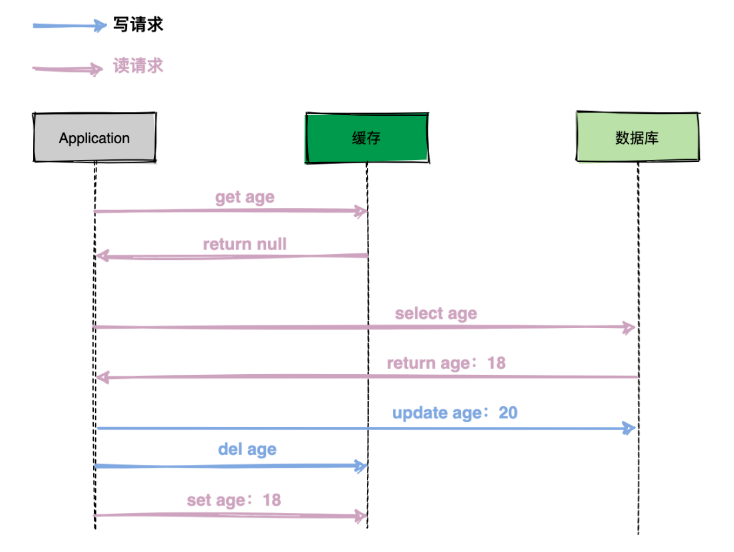 写请求
读请求
Application
缓存
数据库
get age
return null
select age
return age：18
update age：20
del age
set age：18